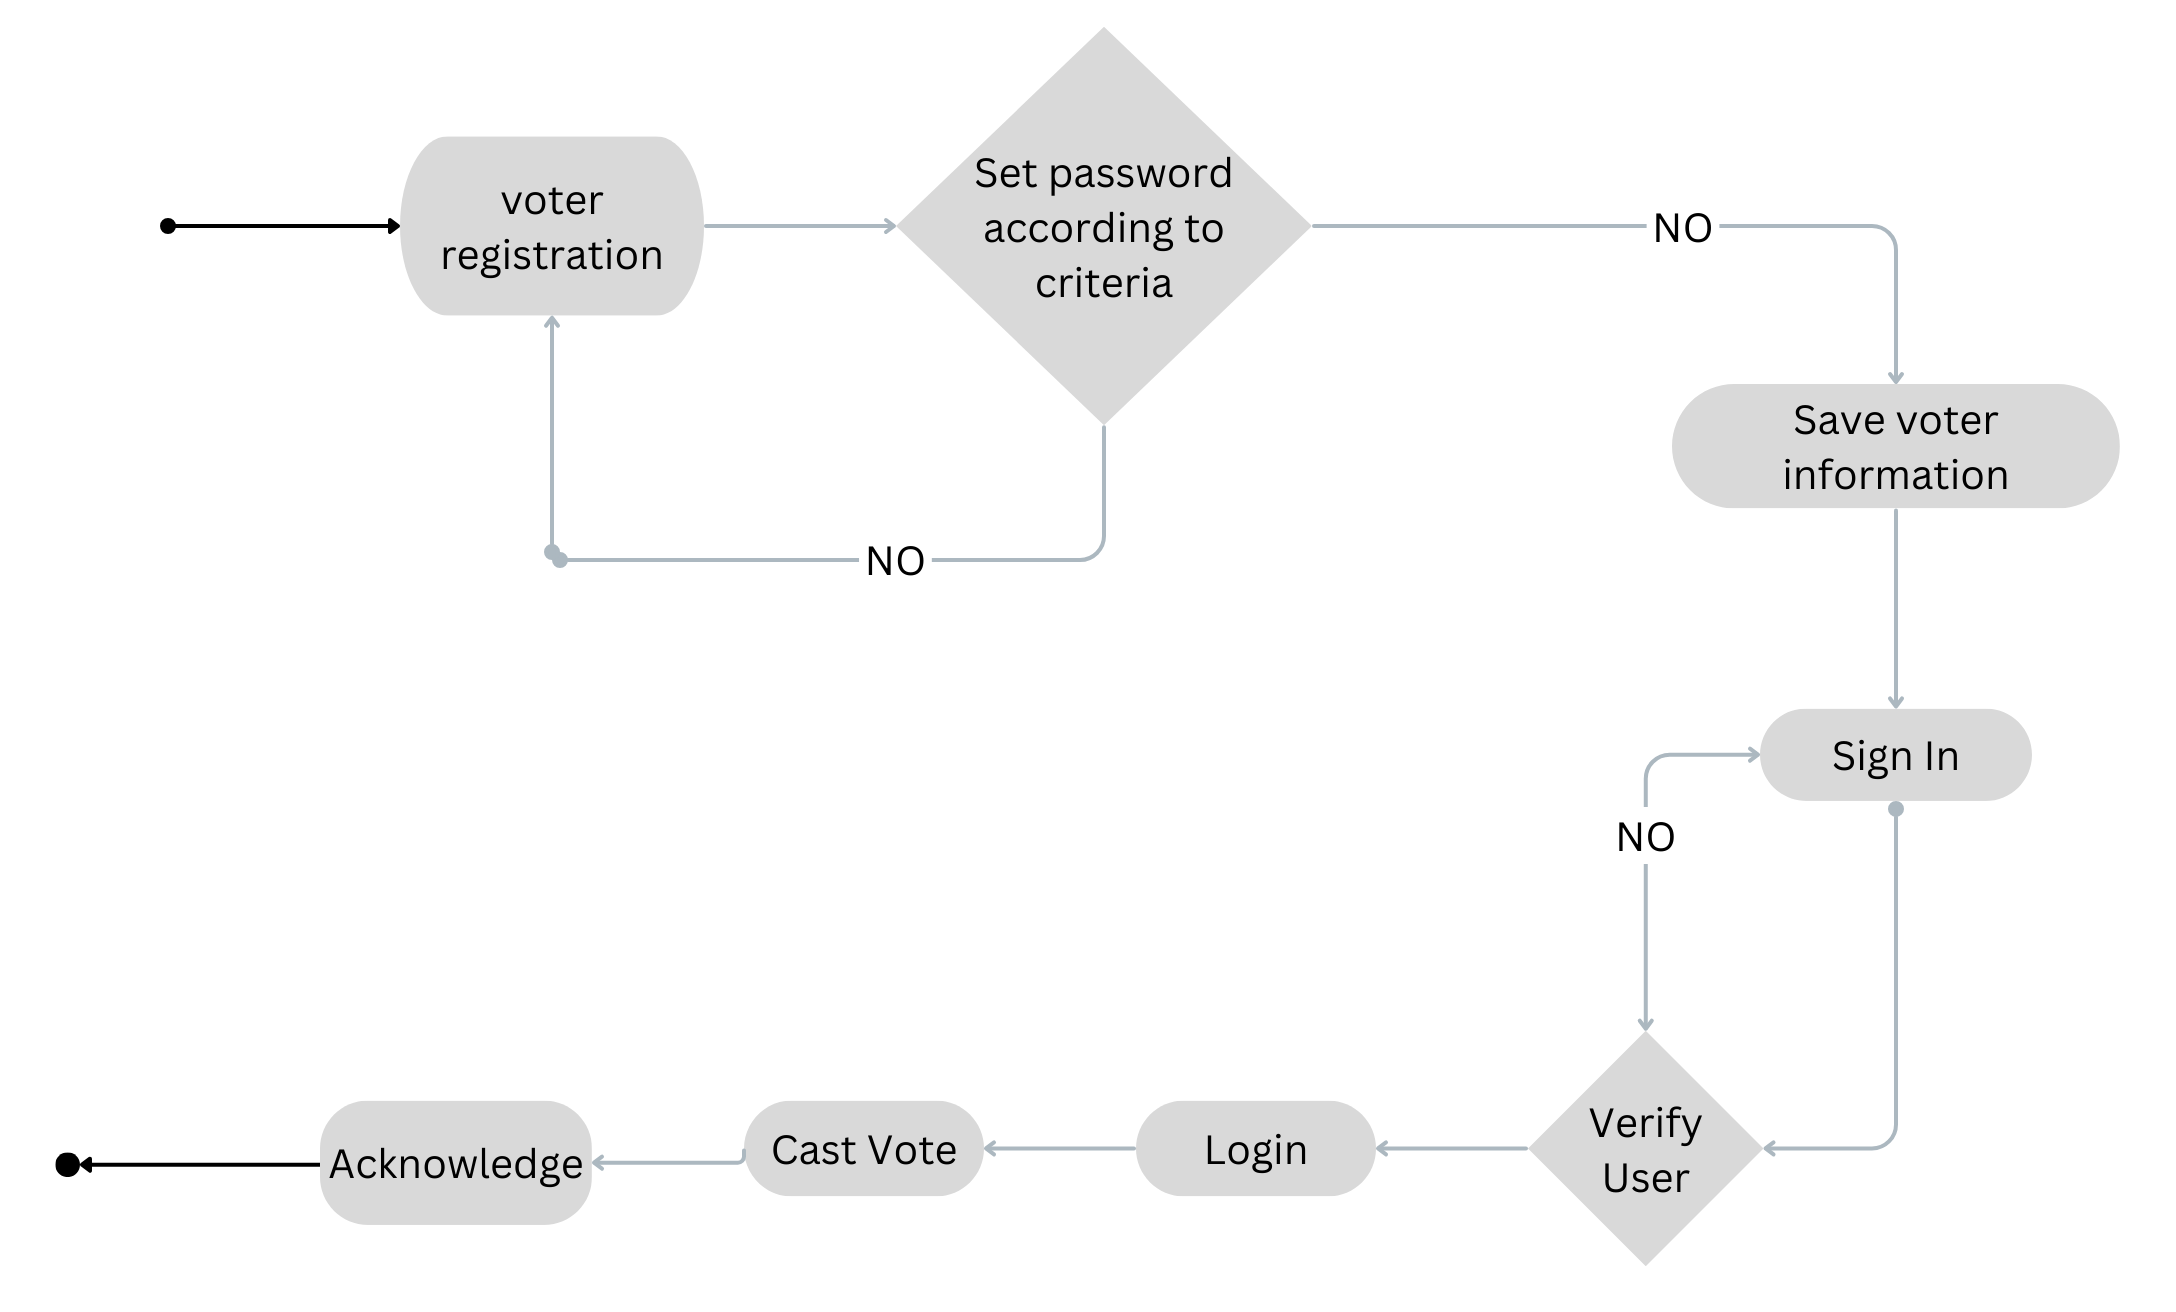 voter
registration
Set password
according to
criteria
NO
NO
Save voter
information
Sign In
NO
Verify
User
Login
Cast Vote
Acknowledge